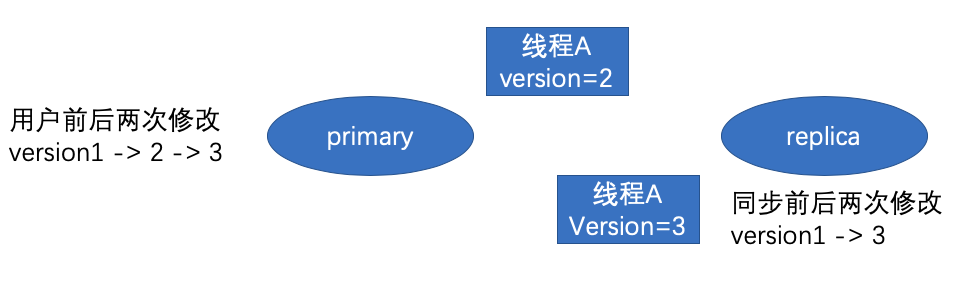 线程A
version=2
用户前后两次修改
version1 -> 2 -> 3
primary
replica
线程A
Version=3
同步前后两次修改
version1 -> 3